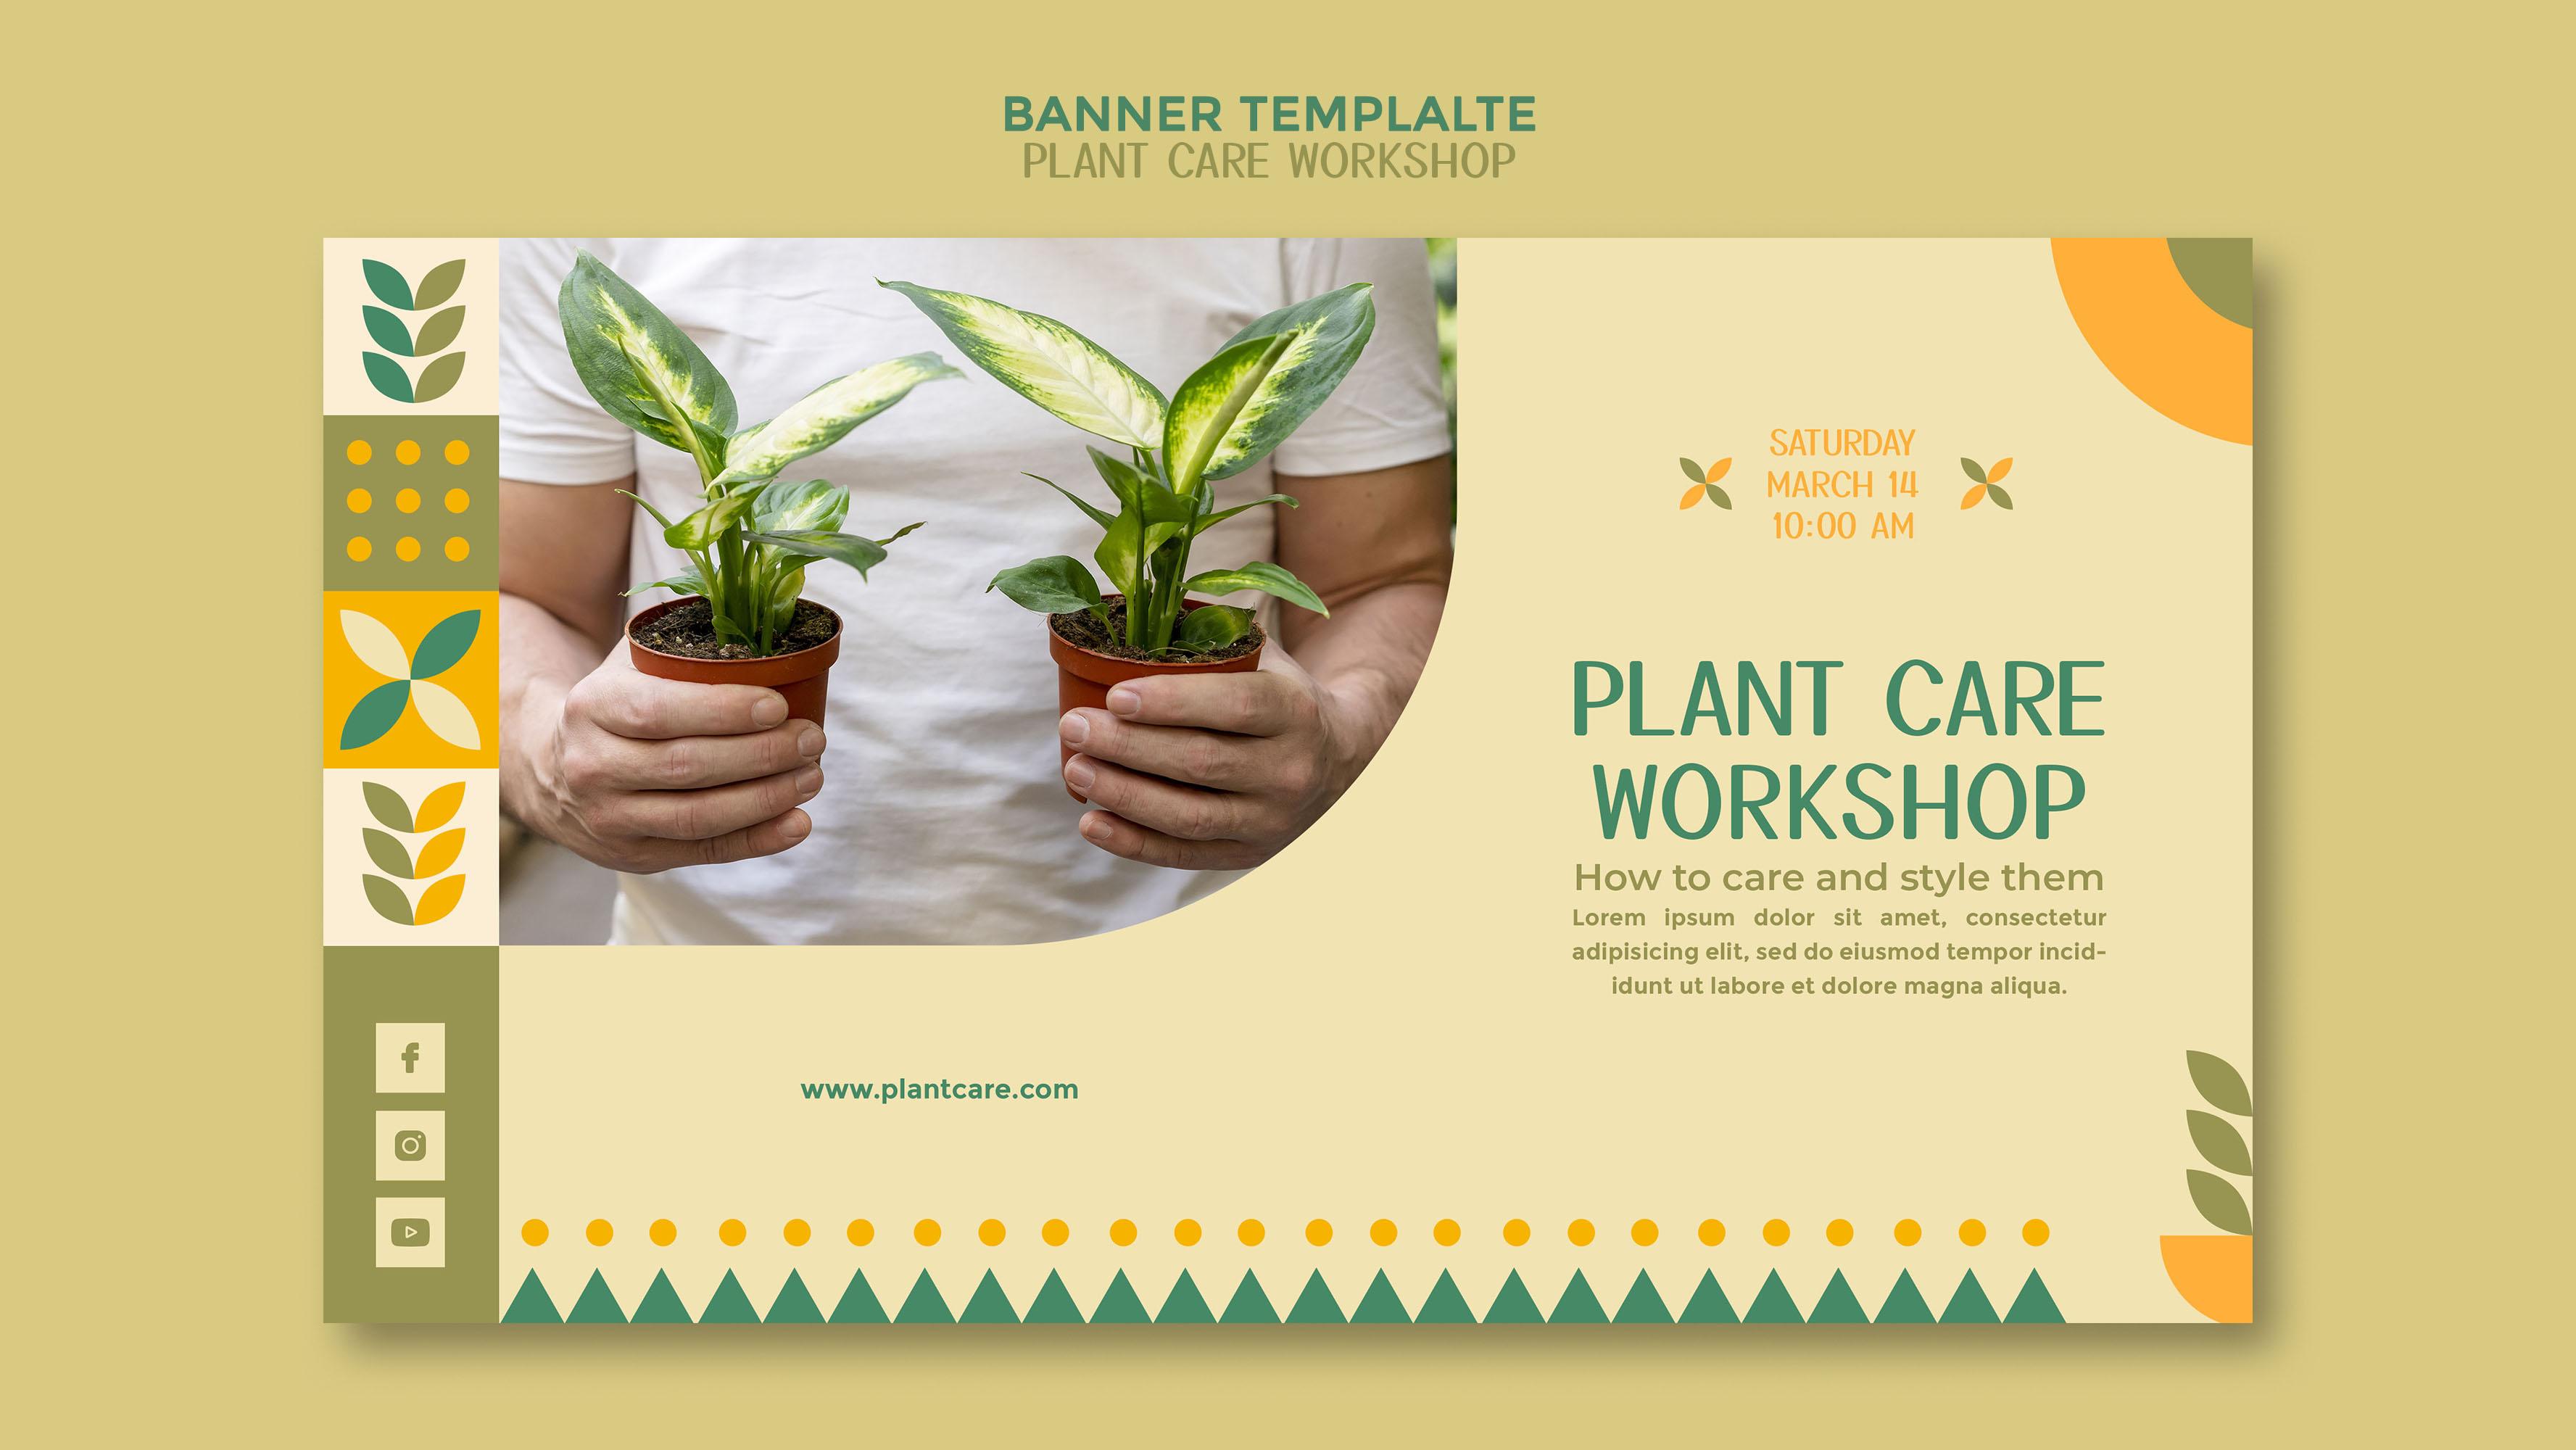 BANNER TEMPLALTE
PLANT CARE WORKSHOP
SATURDAY
MARCH 14
10:00 AM
PLANT CARE
WORKSHOP
How to care and style them
Lorem ipsum dolor sit amet, consectetur
adipisicing elit, sed do eiusmod tempor incid-
idunt ut labore et dolore magna aliqua.
www.plantcare.com